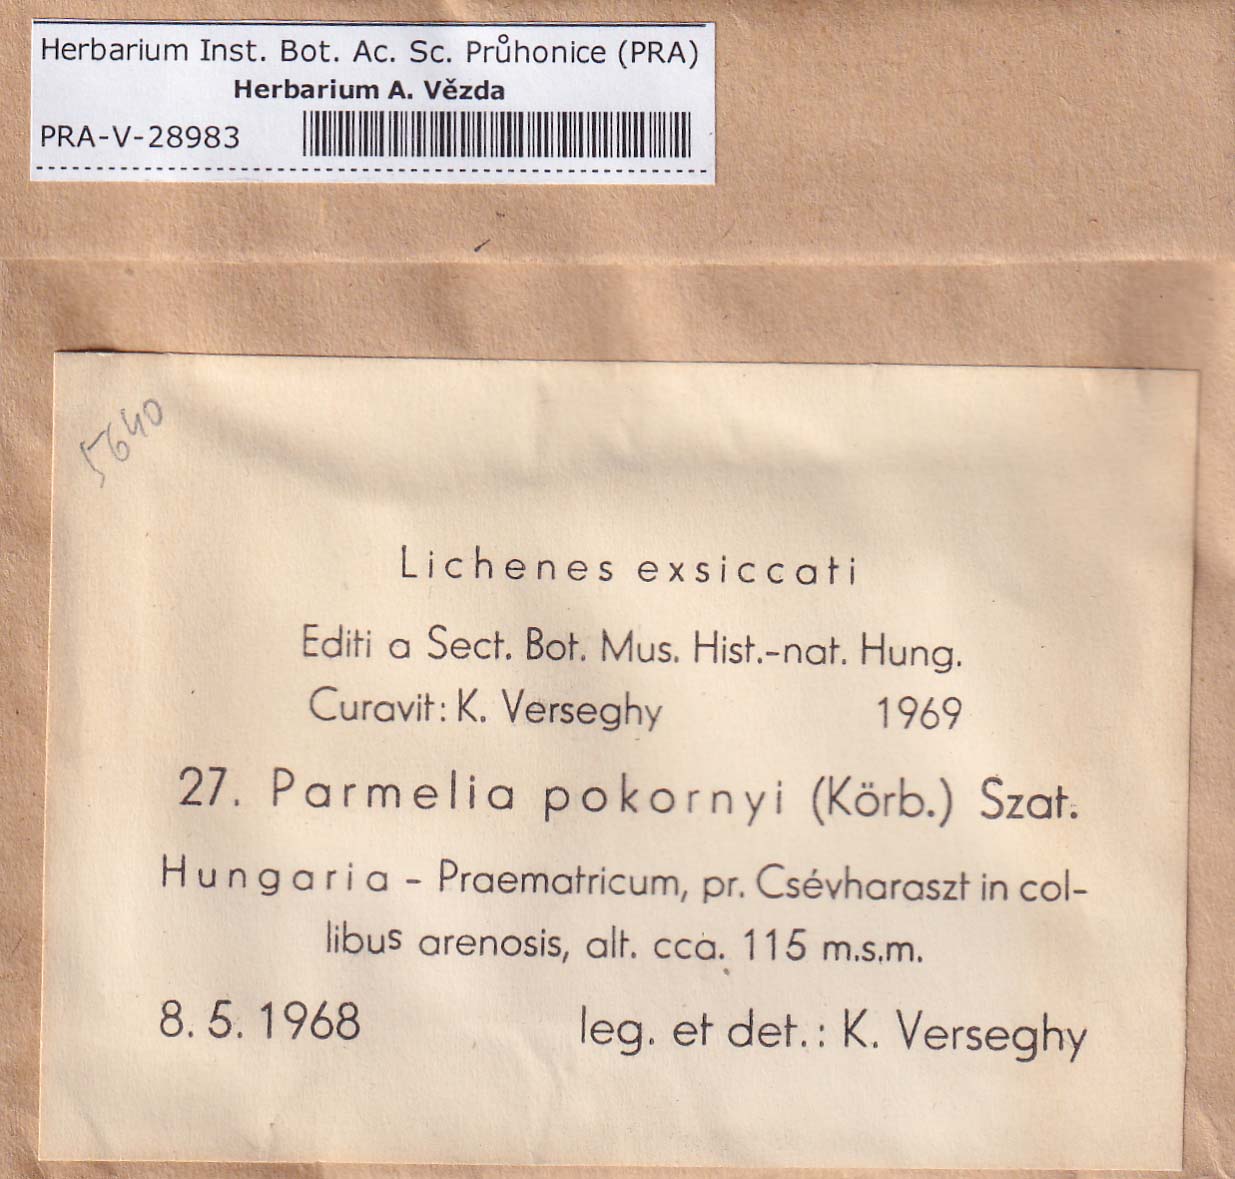 Herbarium Inst. Bot. Ac. Sc. Průhonice (PRA)
Herbarium A. Vězda
PRA-V-28983
5640
Lichenes exsiccati
Editi a Sect. Bot. Mus. Hist.-nat. Hung.
Curavit: K. Verseghy 1969
27. Parmelia pokornyi (Körb.) Szat.
Hungaria - Praematricum, pr. Csévharaszt in col-
libus arenosis, alt. cca. 115 m.s.m.
8. 5. 1968 leg. et det.: K. Verseghy